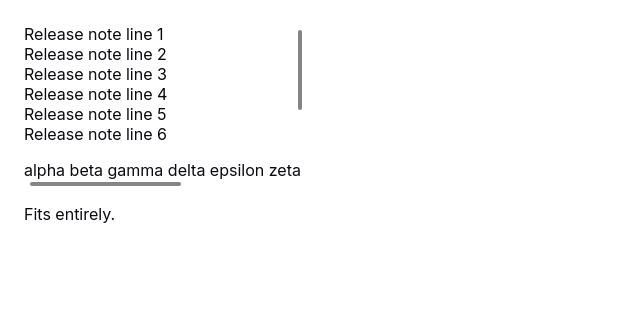 Release note line 1
Release note line 2
Release note line 3
Release note line 4
Release note line 5
Release note line 6
alpha beta gamma delta epsilon zeta
Fits entirely.